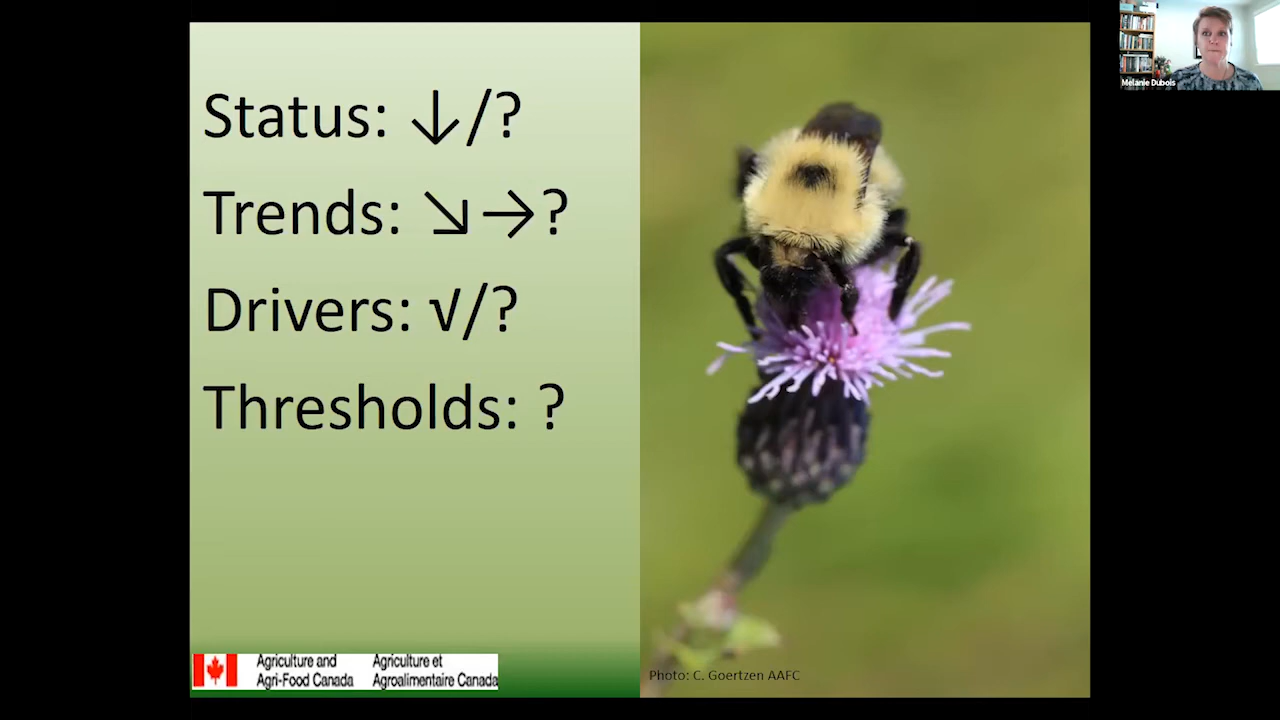 Status: ↓/?
Trends: ↘→?
Drivers: √/?
Thresholds: ?
Agriculture and
Agri-Food Canada
Agriculture et
Agroalimentaire Canada
Photo: C. Goertzen AAFC
Melanie Dubois